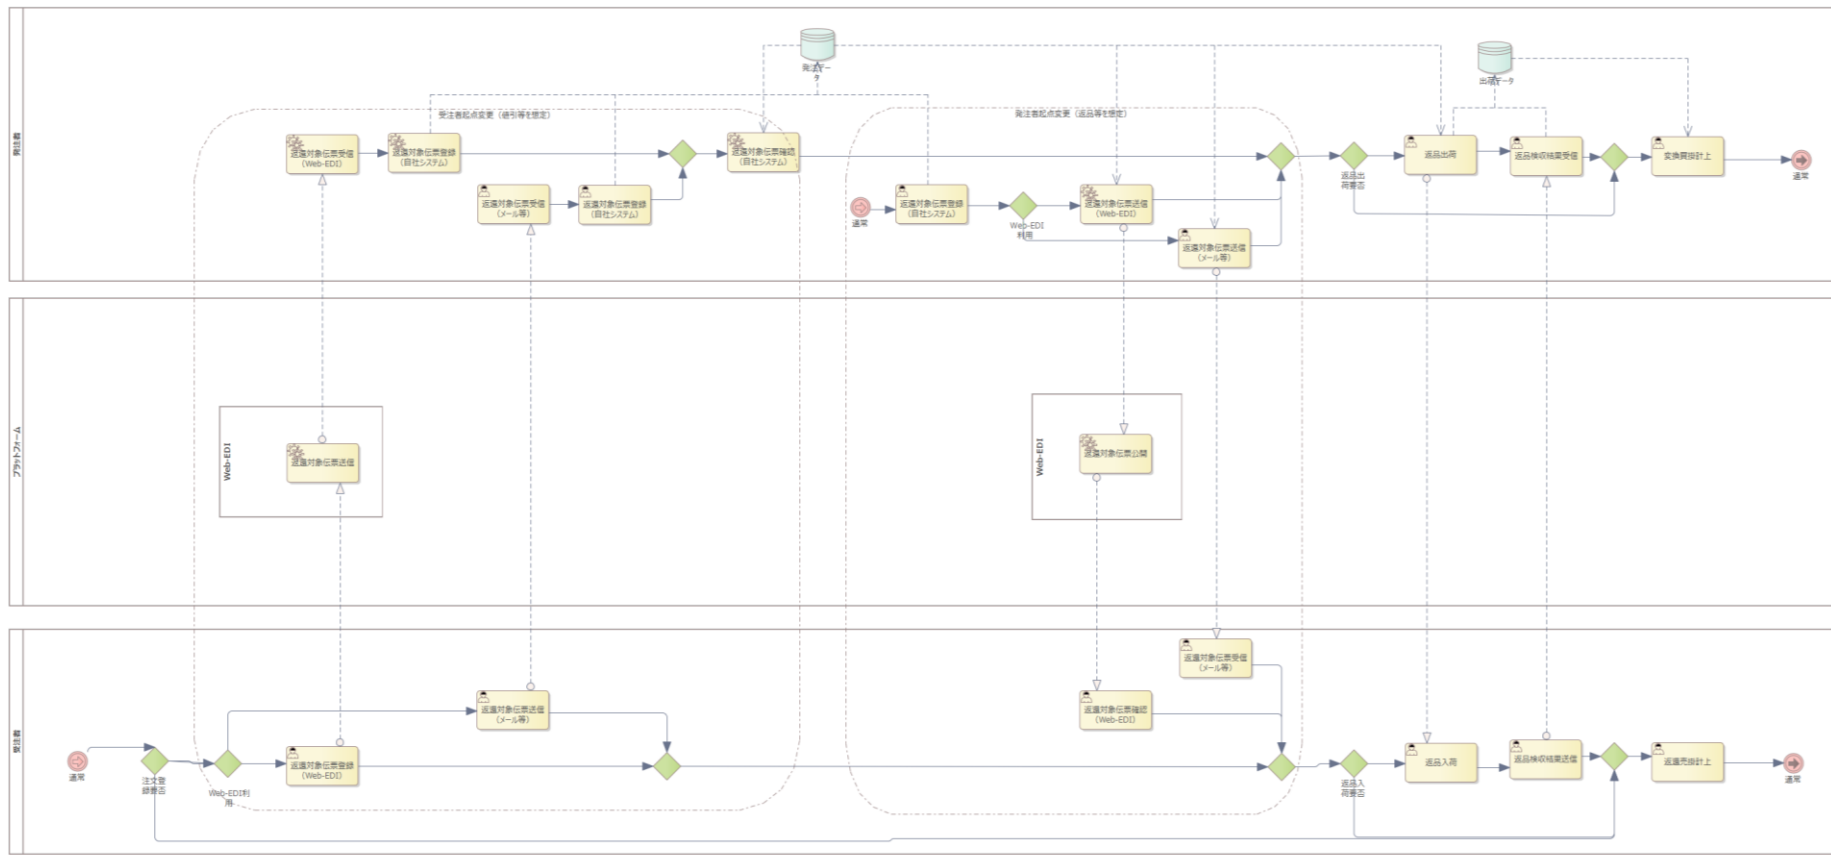 発注者
発注デー
タ
出荷データ
受注者起点変更（値引等を想定）
発注者起点変更（返品等を想定）
返還対象伝票受信
（Web-EDI）
返還対象伝票登録
（自社システム）
返還対象伝票確認
（自社システム）
返還対象伝票受信
（メール等）
返還対象伝票登録
（自社システム）
通常
返還対象伝票登録
（自社システム）
Web-EDI
利用
返還対象伝票送信
（Web-EDI）
返還対象伝票送信
（メール等）
返品出
荷要否
返品出荷
返品検収結果受信
変換買掛計上
通常
プラットフォーム
Web-EDI
返還対象伝票送信
Web-EDI
返還対象伝票公開
受注者
通常
注文登
録要否
Web-EDI利
用
返還対象伝票送信
（メール等）
返還対象伝票登録
（Web-EDI）
返還対象伝票受信
（メール等）
返還対象伝票確認
（Web-EDI）
返品入
荷要否
返品入荷
返品検収結果送信
返還売掛計上
通常